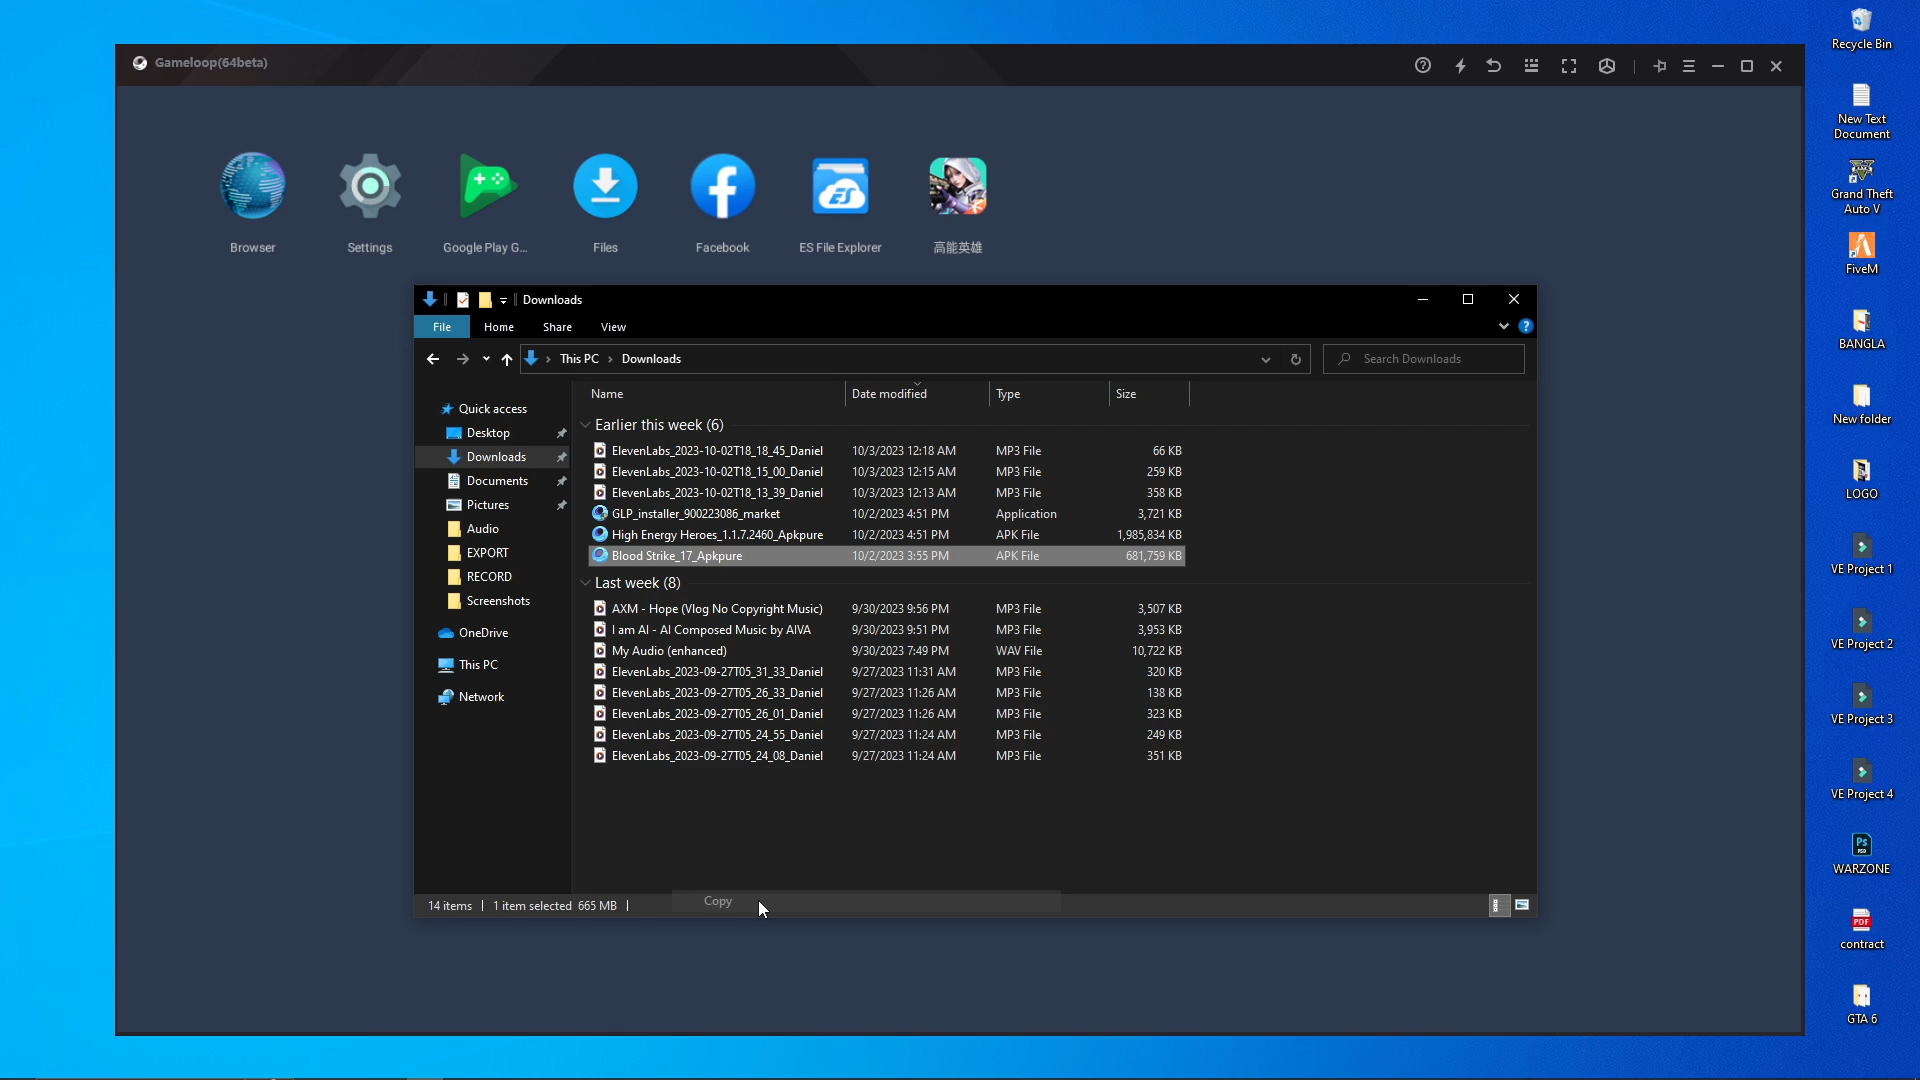 Gameloop(64beta)
Browser
Settings
Google Play G...
Files
Facebook
ES File Explorer
高能英雄
Downloads
File
Home
Share
View
This PC
Downloads
Search Downloads
Name
Date modified
Type
Size
Quick access
Desktop
Downloads
Documents
Pictures
Audio
EXPORT
RECORD
Screenshots
OneDrive
This PC
Network
Earlier this week (6)
ElevenLabs_2023-10-02T18_18_45_Daniel 10/3/2023 12:18 AM MP3 File 66 KB
ElevenLabs_2023-10-02T18_15_00_Daniel 10/3/2023 12:15 AM MP3 File 259 KB
ElevenLabs_2023-10-02T18_13_39_Daniel 10/3/2023 12:13 AM MP3 File 358 KB
GLP_installer_900223086_market 10/2/2023 4:51 PM Application 3,721 KB
High Energy Heroes_1.1.7.2460_Apkpure 10/2/2023 4:51 PM APK File 1,985,834 KB
Blood Strike_17_Apkpure 10/2/2023 3:55 PM APK File 681,759 KB
Last week (8)
AXM - Hope (Vlog No Copyright Music) 9/30/2023 9:56 PM MP3 File 3,507 KB
I am AI - AI Composed Music by AIVA 9/30/2023 9:51 PM MP3 File 3,953 KB
My Audio (enhanced) 9/30/2023 7:49 PM WAV File 10,722 KB
ElevenLabs_2023-09-27T05_31_33_Daniel 9/27/2023 11:31 AM MP3 File 320 KB
ElevenLabs_2023-09-27T05_26_33_Daniel 9/27/2023 11:26 AM MP3 File 138 KB
ElevenLabs_2023-09-27T05_26_01_Daniel 9/27/2023 11:26 AM MP3 File 323 KB
ElevenLabs_2023-09-27T05_24_55_Daniel 9/27/2023 11:24 AM MP3 File 249 KB
ElevenLabs_2023-09-27T05_24_08_Daniel 9/27/2023 11:24 AM MP3 File 351 KB
14 items
1 item selected 665 MB
Copy
Recycle Bin
New Text
Document
Grand Theft
Auto V
FiveM
BANGLA
New folder
LOGO
VE Project 1
VE Project 2
VE Project 3
VE Project 4
Ps
PSD
WARZONE
PDF
contract
GTA 6